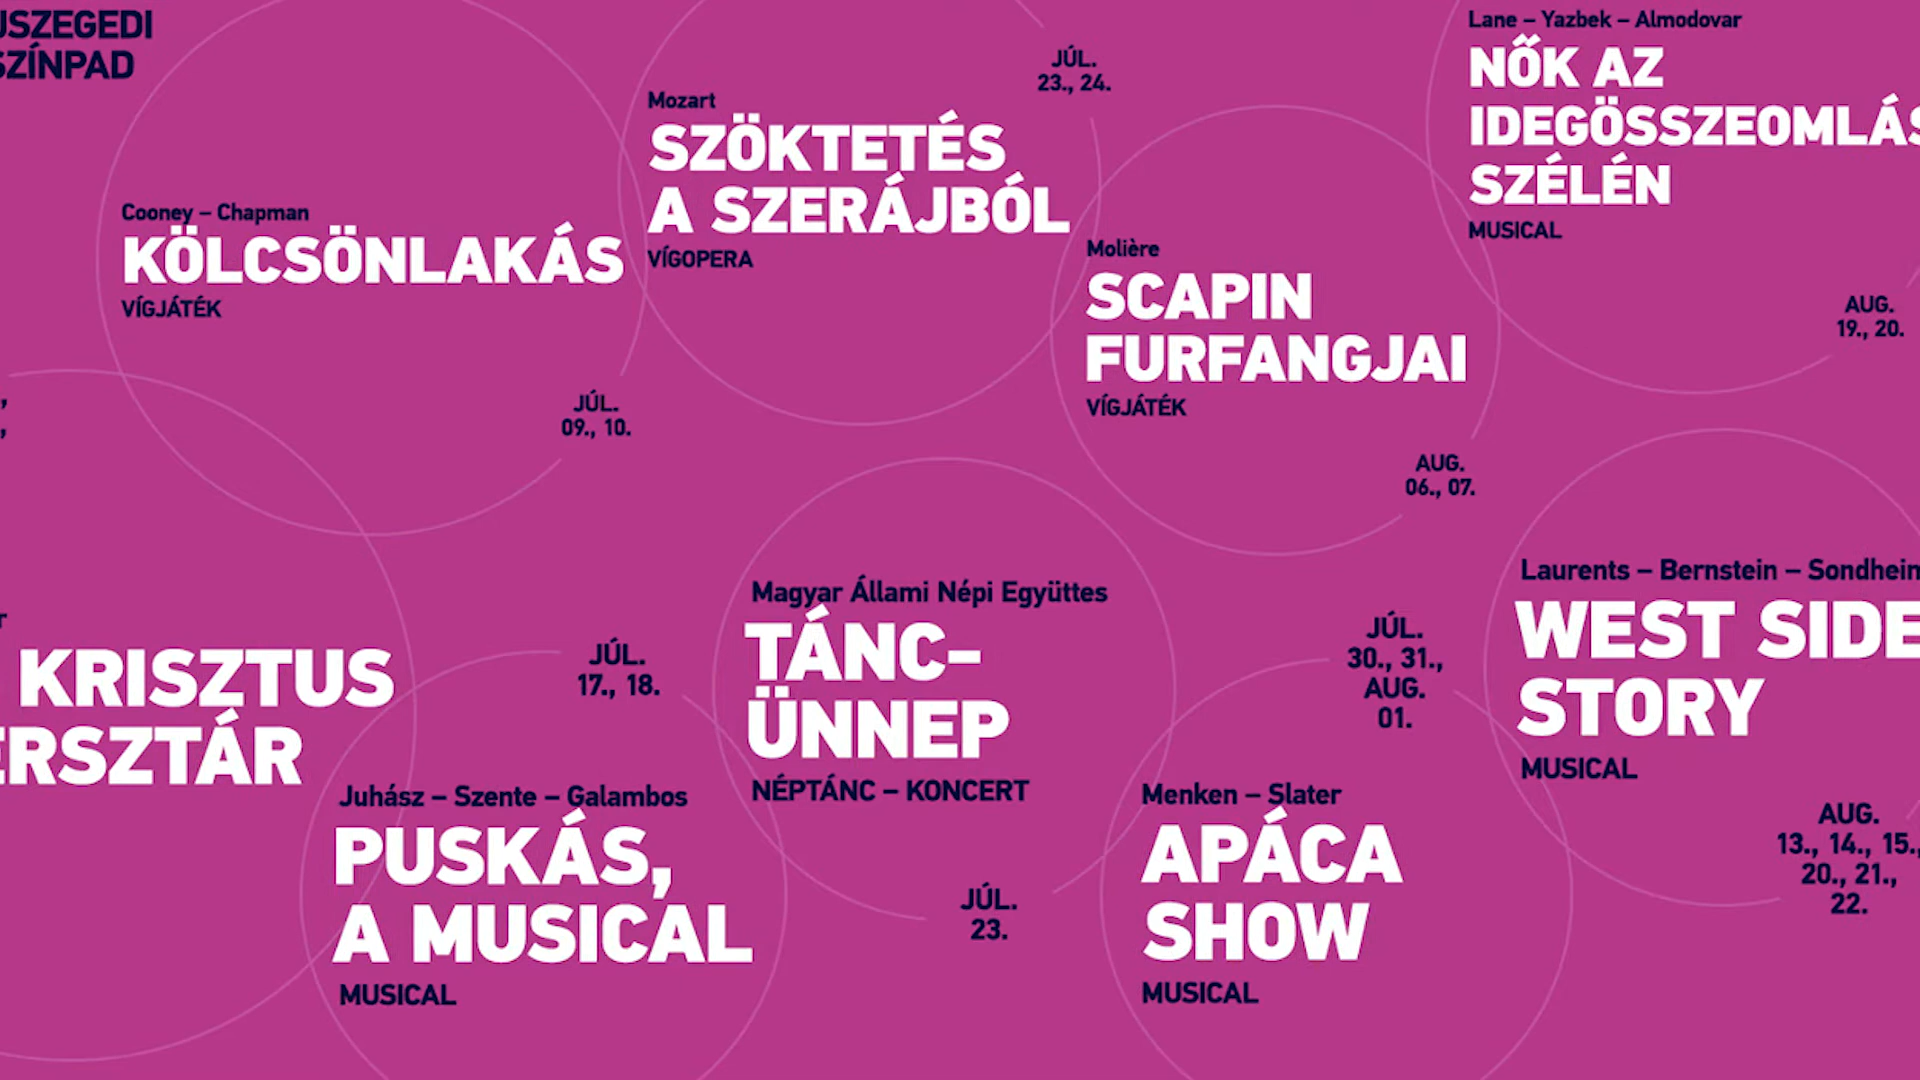 ÚJSZEGEDI
SZÍNPAD
Cooney – Chapman
KÖLCSÖNLAKÁS
VÍGJÁTÉK
JÚL.
09., 10.
Mozart
SZÖKTETÉS
A SZERÁJBÓL
VÍGOPERA
JÚL.
23., 24.
Molière
SCAPIN
FURFANGJAI
VÍGJÁTÉK
AUG.
06., 07.
Lane – Yazbek – Almodovar
NŐK AZ
IDEGÖSSZEOMLÁS
SZÉLÉN
MUSICAL
AUG.
19., 20.
KRISZTUS
ERSZTÁR
Juhász – Szente – Galambos
PUSKÁS,
A MUSICAL
MUSICAL
JÚL.
17., 18.
Magyar Állami Népi Együttes
TÁNC–
ÜNNEP
NÉPTÁNC – KONCERT
JÚL.
23.
Menken – Slater
APÁCA
SHOW
MUSICAL
JÚL.
30., 31.,
AUG.
01.
Laurents – Bernstein – Sondheim
WEST SIDE
STORY
MUSICAL
AUG.
13., 14., 15.,
20., 21.,
22.